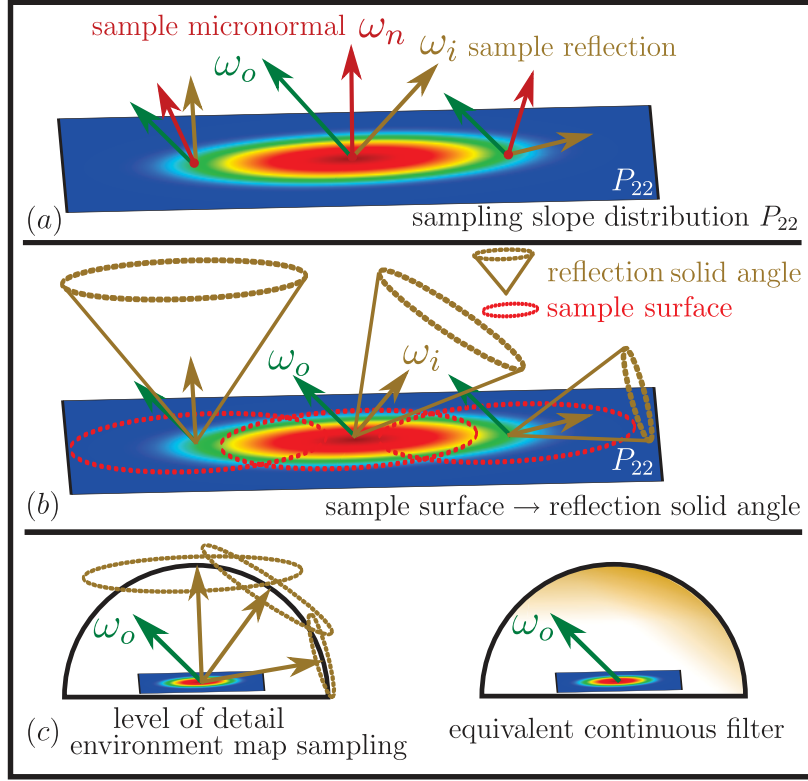 sample micronormal ωₙ
ωᵢ sample reflection
ωₒ
P₂₂
(a)
sampling slope distribution P₂₂
reflection solid angle
sample surface
ωₒ
ωᵢ
P₂₂
(b)
sample surface → reflection solid angle
ωₒ
ωₒ
(c)
level of detail
environment map sampling
equivalent continuous filter